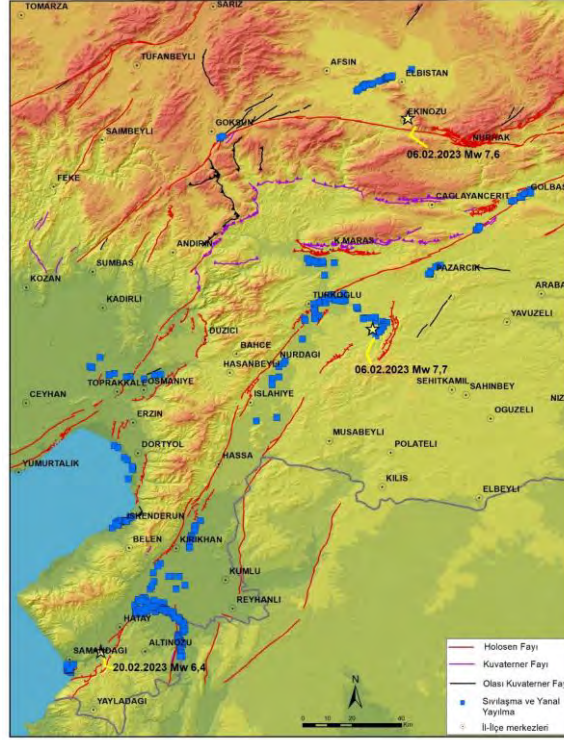 TOMARZA
SARIZ
TUFANBEYLI
AFSIN
ELBISTAN
EKINOZU
GOKSUN
NURHAK
SAIMBEYLI
06.02.2023 Mw 7,6
FEKE
CAGLAYANCERIT
GOLBAS
ANDIRIN
K.MARAS
SUMBAS
PAZARCIK
KOZAN
ARABA
KADIRLI
TURKOGLU
YAVUZELI
DUZICI
BAHCE
NURDAGI
HASANBEYLI
06.02.2023 Mw 7,7
TOPRAKKALE
OSMANIYE
SEHITKAMIL
SAHINBEY
NIZ
CEYHAN
ISLAHIYE
ERZIN
OGUZELI
MUSABEYLI
DORTYOL
POLATELI
YUMURTALIK
HASSA
KILIS
ELBEYLI
ISKENDERUN
BELEN
KIRIKHAN
KUMLU
REYHANLI
HATAY
SAMANDAGI
ALTINOZU
20.02.2023 Mw 6,4
YAYLADAGI
N
0
10
20
40
Km
Holosen Fayı
Kuvaterner Fayı
Olası Kuvaterner Fay
Sıvılaşma ve Yanal
Yayılma
İl-İlçe merkezleri